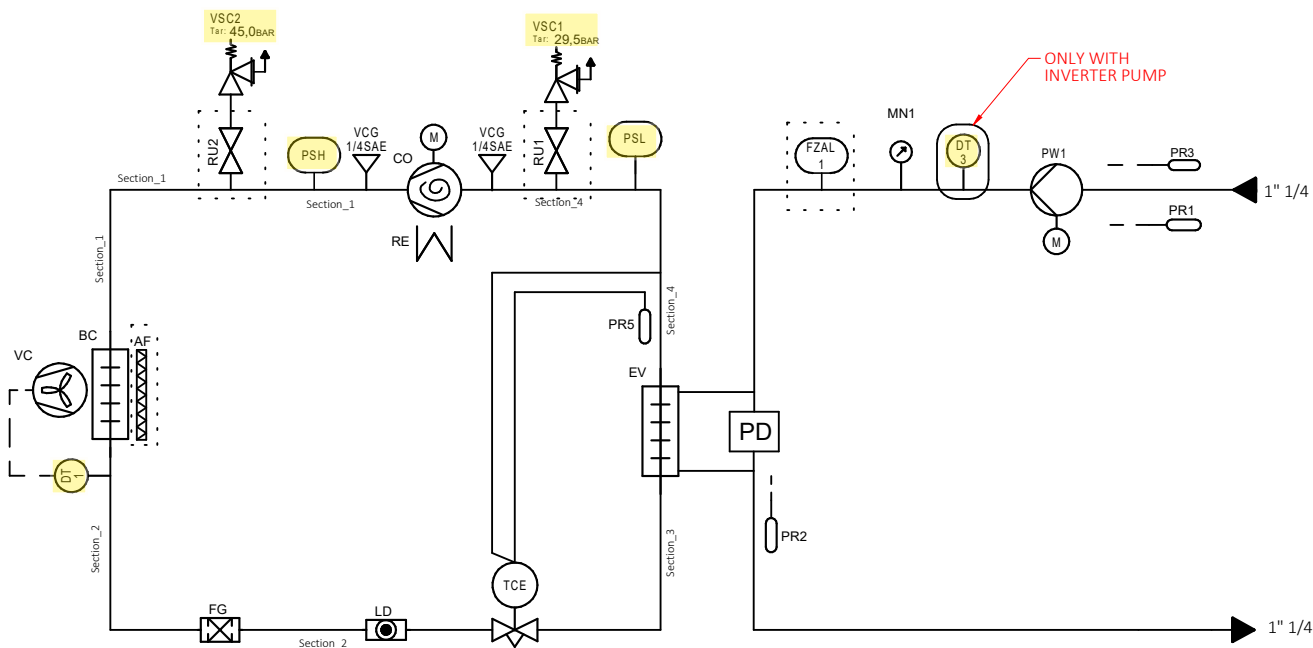 VSC2
Tar: 45,0BAR
VSC1
Tar: 29,5BAR
ONLY WITH
INVERTER PUMP
MN1
RU2
PSH
VCG
1/4SAE
M
CO
VCG
1/4SAE
RU1
PSL
FZAL
1
DT
3
PW1
PR3
Section_1
Section_1
Section_4
1" 1/4
PR1
RE
M
Section_1
Section_4
PR5
VC
BC
AF
EV
PD
DT
1
Section_2
Section_3
PR2
TCE
FG
LD
Section_2
1" 1/4